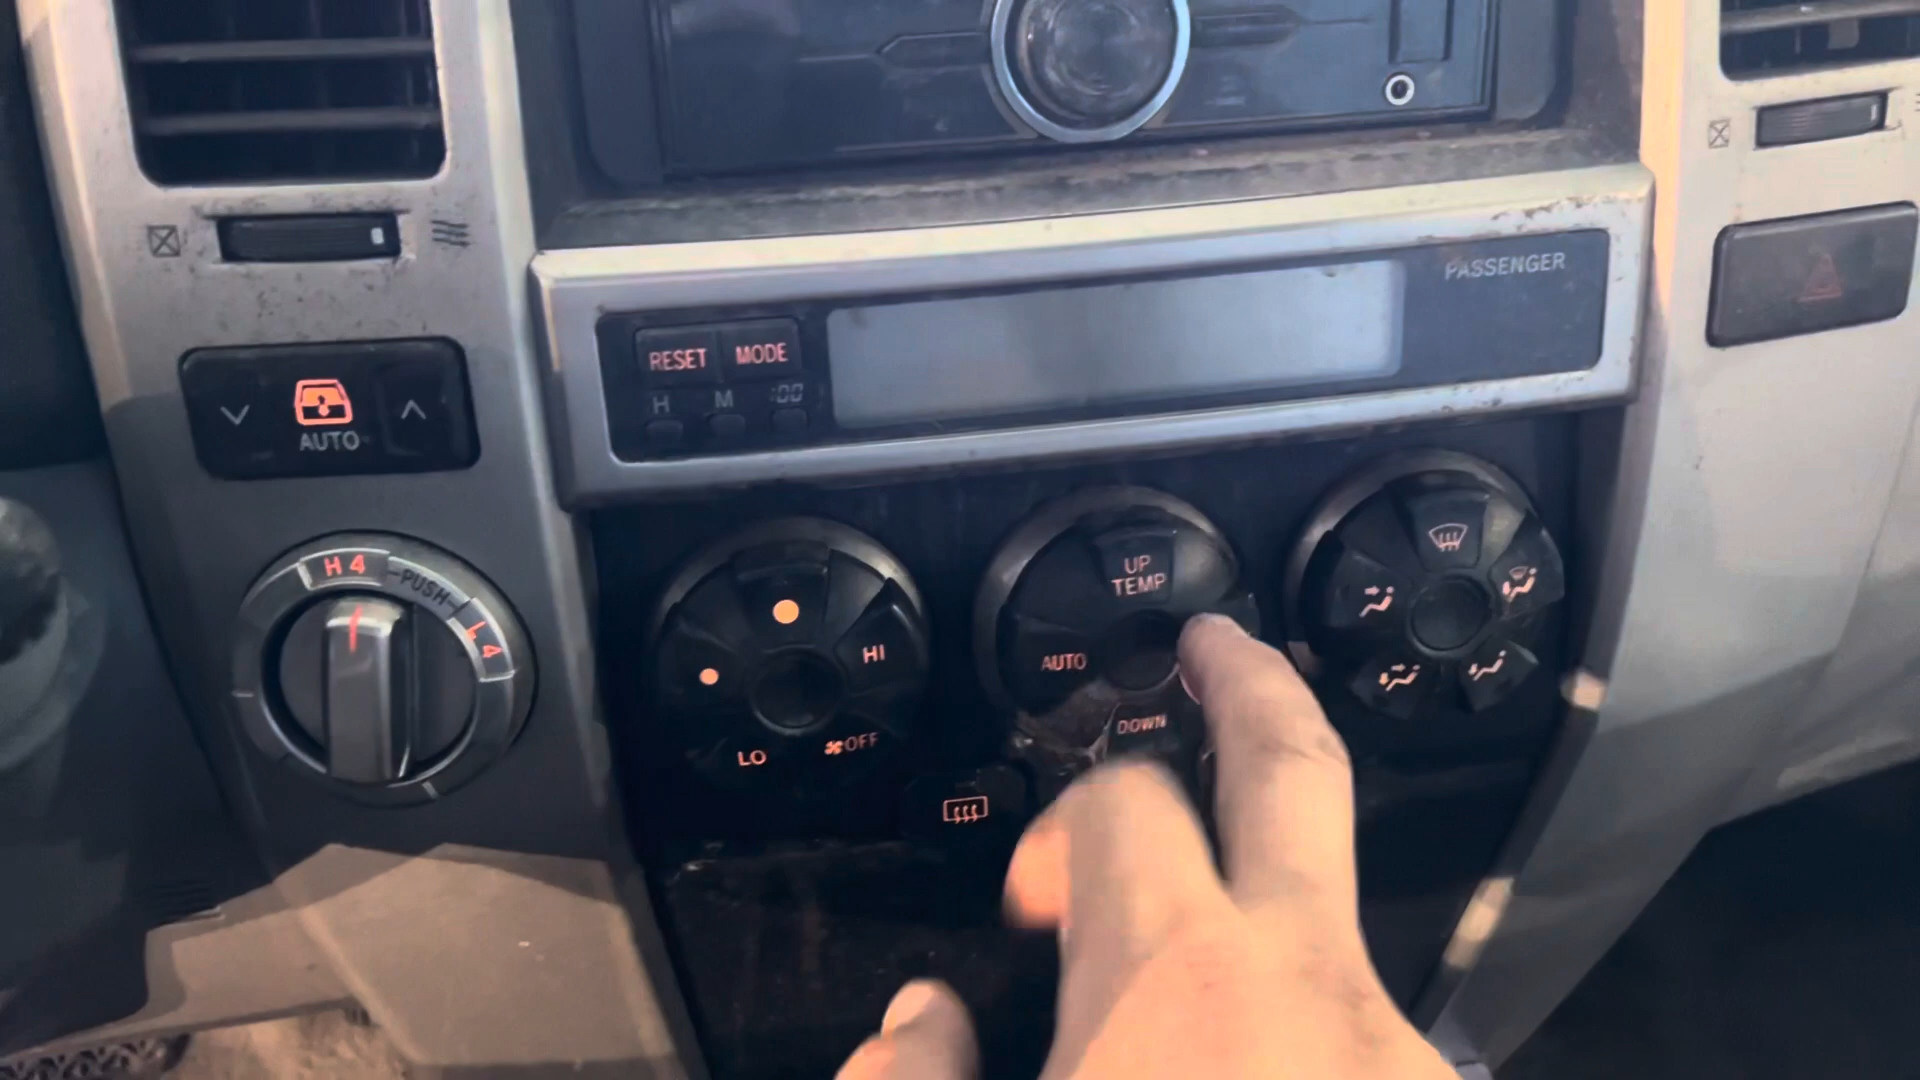 PASSENGER
RESET MODE
H M :00
AUTO
H4 PUSH L4
UP
TEMP
HI
AUTO
DOWN
LO OFF